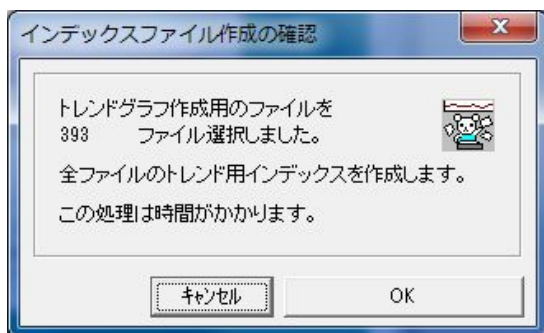 インデックスファイル作成の確認
トレンドグラフ作成用のファイルを
393 ファイル選択しました。
全ファイルのトレンド用インデックスを作成します。
この処理は時間がかかります。
キャンセル
OK